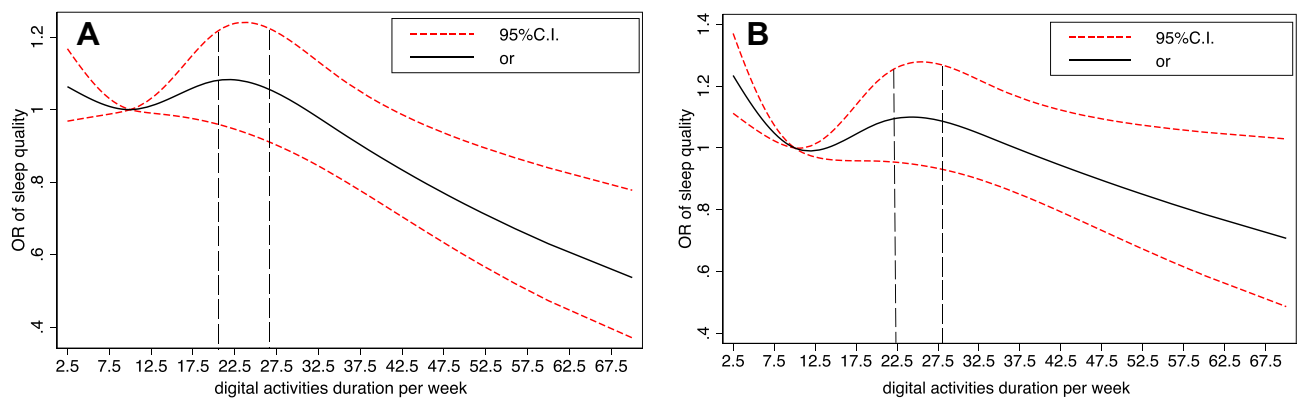 A
95%C.I.
or
OR of sleep quality
1.2
1
.8
.6
.4
2.5 7.5 12.5 17.5 22.5 27.5 32.5 37.5 42.5 47.5 52.5 57.5 62.5 67.5
digital activities duration per week
B
95%C.I.
or
OR of sleep quality
1.4
1.2
1
.8
.6
.4
2.5 7.5 12.5 17.5 22.5 27.5 32.5 37.5 42.5 47.5 52.5 57.5 62.5 67.5
digital activities duration per week